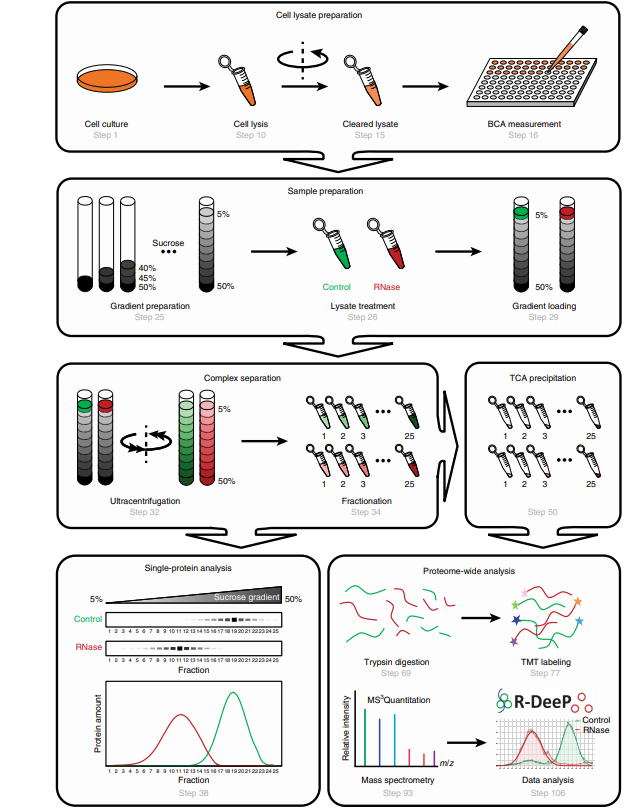 Cell lysate preparation
Cell culture
Step 1
Cell lysis
Step 10
Cleared lysate
Step 15
BCA measurement
Step 16
Sample preparation
Sucrose
•••
40%
45%
50%
5%
50%
Gradient preparation
Step 25
Control
RNase
Lysate treatment
Step 26
5%
50%
Gradient loading
Step 29
Complex separation
5%
50%
Ultracentrifugation
Step 32
•••
1 2 3 25
•••
1 2 3 25
Fractionation
Step 34
TCA precipitation
•••
1 2 3 25
•••
1 2 3 25
Step 50
Single-protein analysis
5% Sucrose gradient 50%
Control
1 2 3 4 5 6 7 8 9 10 11 12 13 14 15 16 17 18 19 20 21 22 23 24 25
RNase
1 2 3 4 5 6 7 8 9 10 11 12 13 14 15 16 17 18 19 20 21 22 23 24 25
Fraction
Protein amount
1 2 3 4 5 6 7 8 9 10 11 12 13 14 15 16 17 18 19 20 21 22 23 24 25
Fraction
Step 38
Proteome-wide analysis
Trypsin digestion
Step 69
TMT labeling
Step 77
Relative intensity
MS³Quantitation
m/z
Mass spectrometry
Step 93
R-DeeP
Control
RNase
Data analysis
Step 106